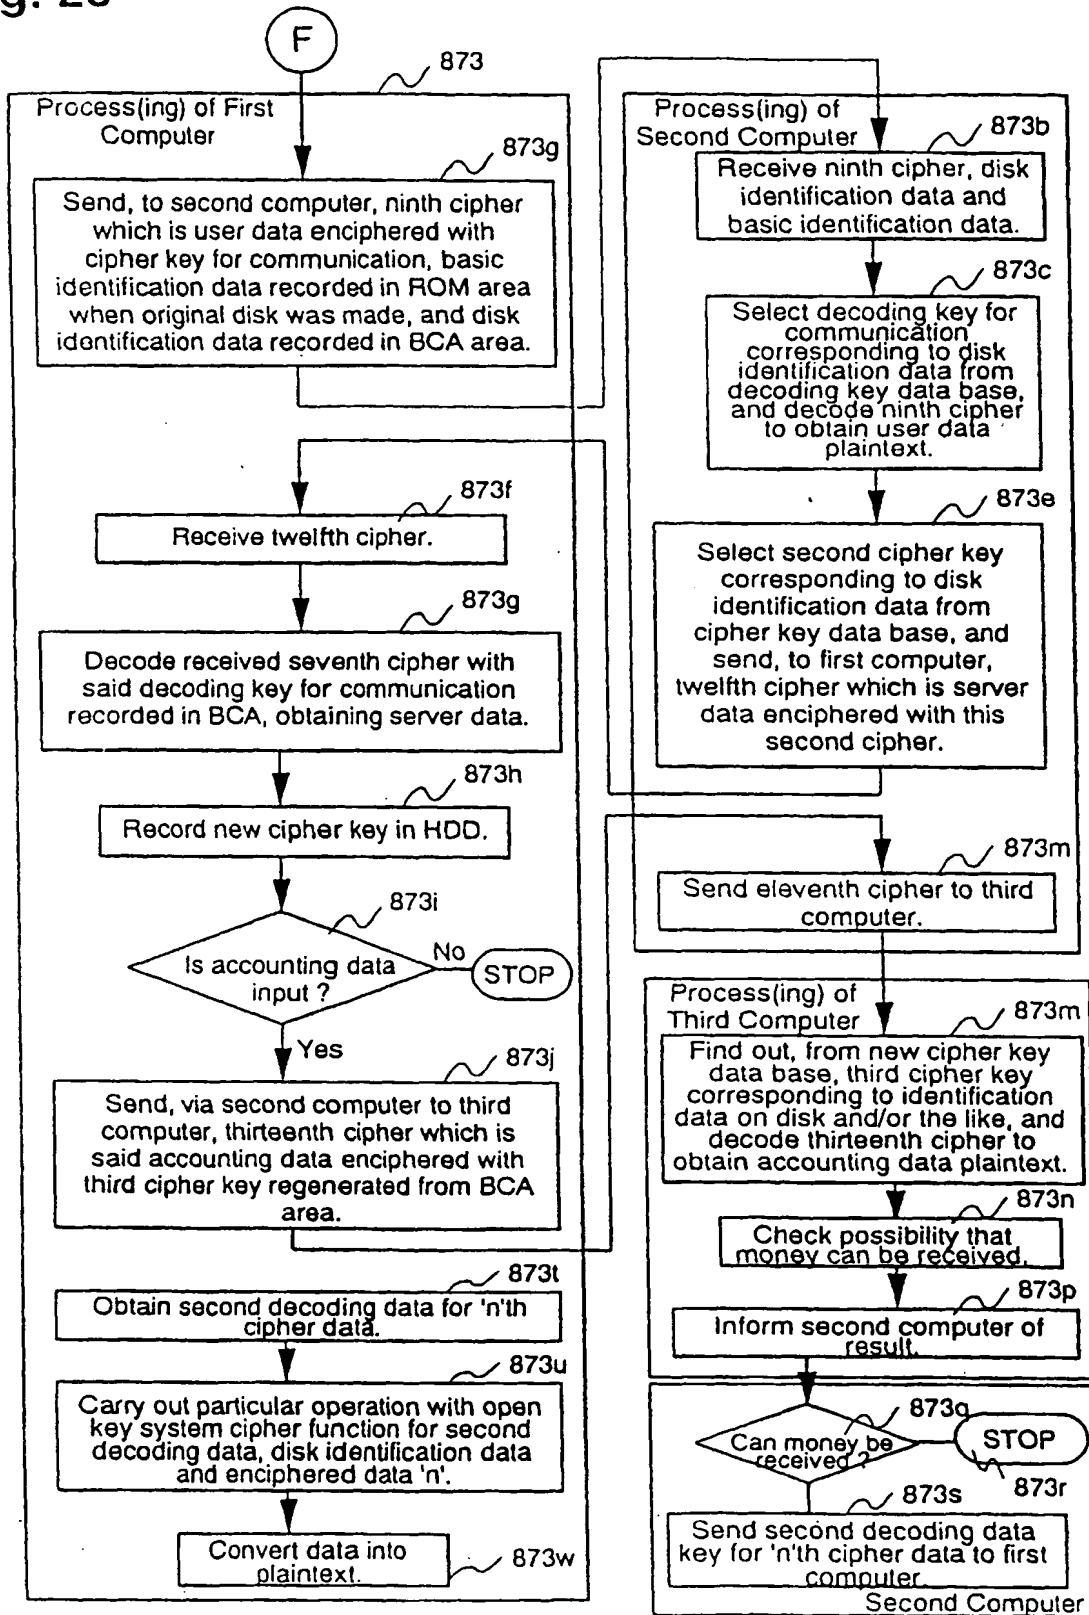 F
873
Process(ing) of First
Computer
873g
Send, to second computer, ninth cipher
which is user data enciphered with
cipher key for communication, basic
identification data recorded in ROM area
when original disk was made, and disk
identification data recorded in BCA area.
873f
Receive twelfth cipher.
873g
Decode received seventh cipher with
said decoding key for communication
recorded in BCA, obtaining server data.
873h
Record new cipher key in HDD.
873i
Is accounting data
input ?
No
STOP
Yes
873j
Send, via second computer to third
computer, thirteenth cipher which is
said accounting data enciphered with
third cipher key regenerated from BCA
area.
873t
Obtain second decoding data for 'n'th
cipher data.
873u
Carry out particular operation with open
key system cipher function for second
decoding data, disk identification data
and enciphered data 'n'.
Convert data into
plaintext.
873w
Process(ing) of
Second Computer
873b
Receive ninth cipher, disk
identification data and
basic identification data.
873c
Select decoding key for
communication
corresponding to disk
identification data from
decoding key data base,
and decode ninth cipher
to obtain user data
plaintext.
873e
Select second cipher key
corresponding to disk
identification data from
cipher key data base, and
send, to first computer,
twelfth cipher which is server
data enciphered with this
second cipher.
873m
Send eleventh cipher to third
computer.
Process(ing) of
Third Computer
873m
Find out, from new cipher key
data base, third cipher key
corresponding to identification
data on disk and/or the like, and
decode thirteenth cipher to
obtain accounting data plaintext.
873n
Check possibility that
money can be received.
873p
Inform second computer of
result.
873q
Can money be
received ?
STOP
873r
873s
Send second decoding data
key for 'n'th cipher data to first
computer.
Second Computer